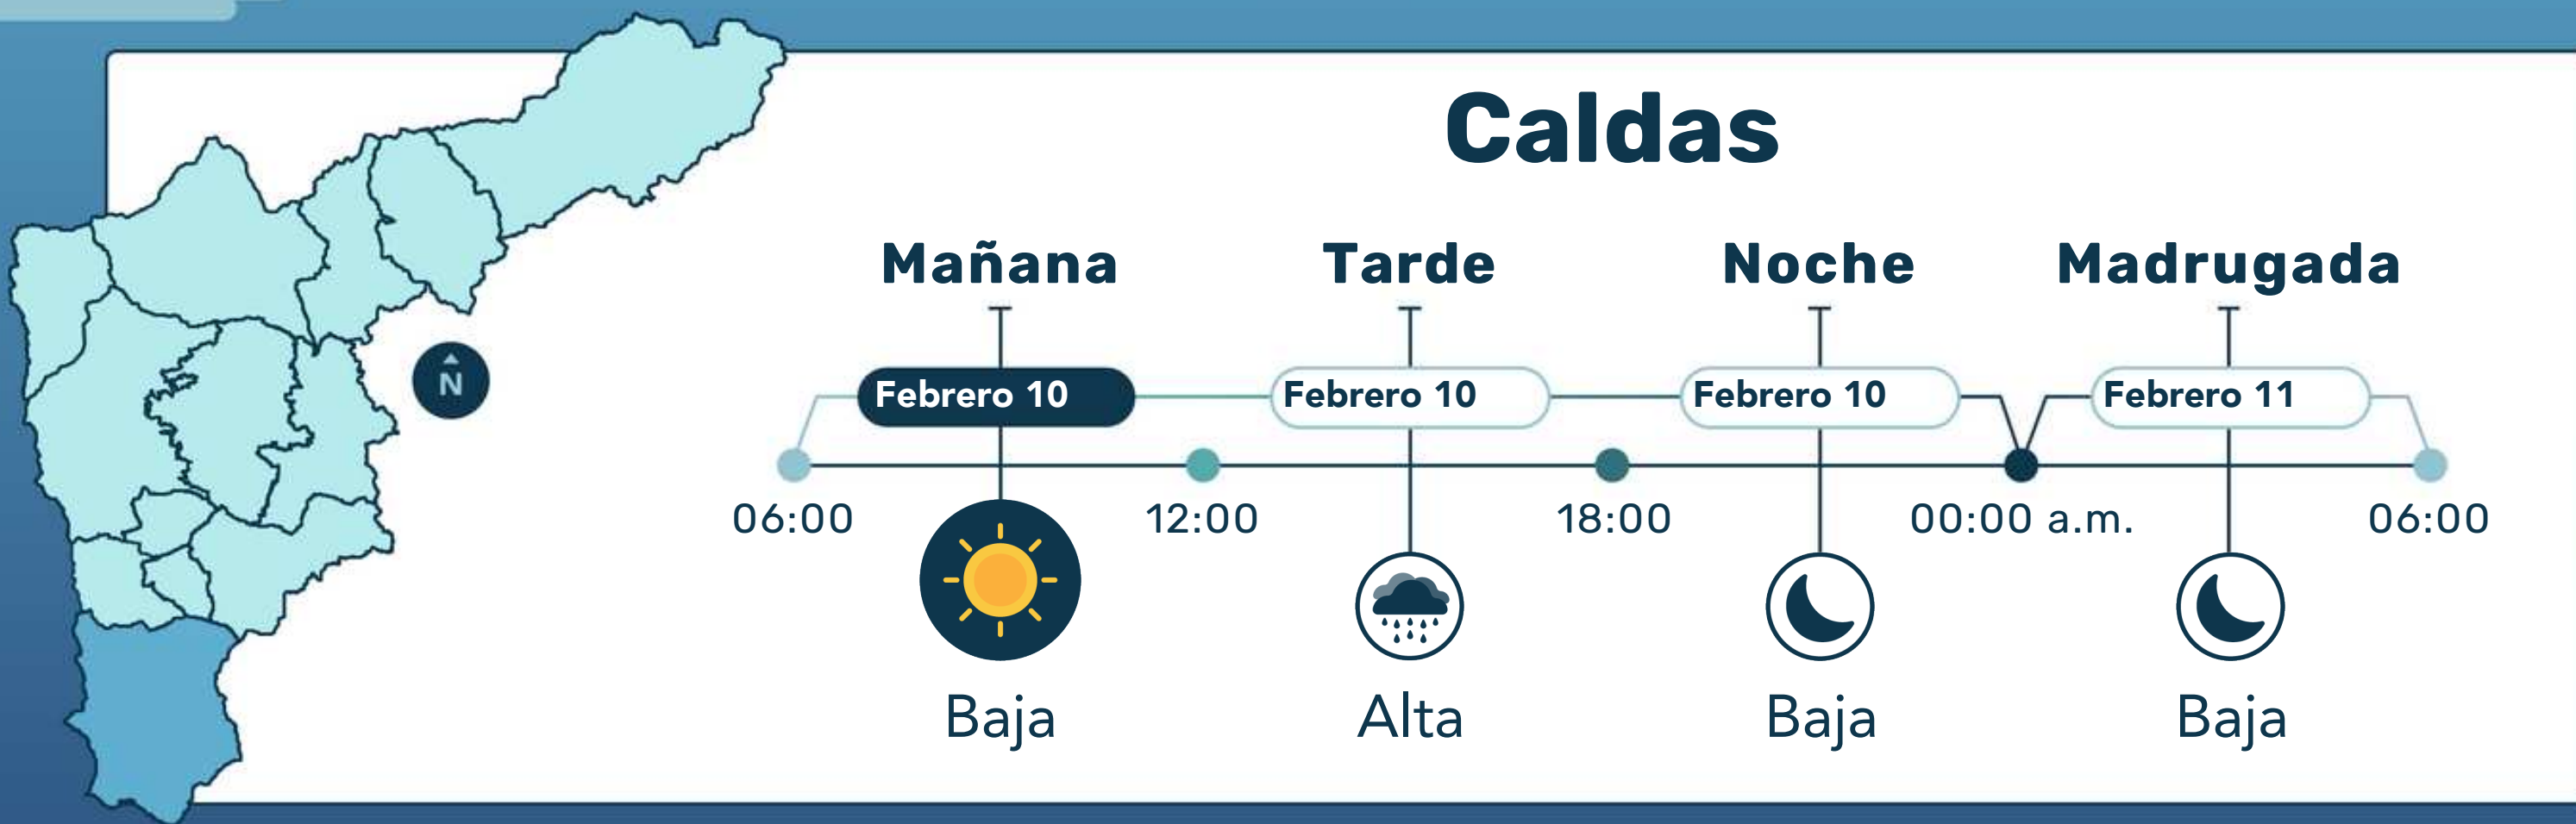 Caldas
Mañana Tarde Noche Madrugada
Febrero 10 Febrero 10 Febrero 10 Febrero 11
N
06:00 12:00 18:00 00:00 a.m. 06:00
Baja Alta Baja Baja